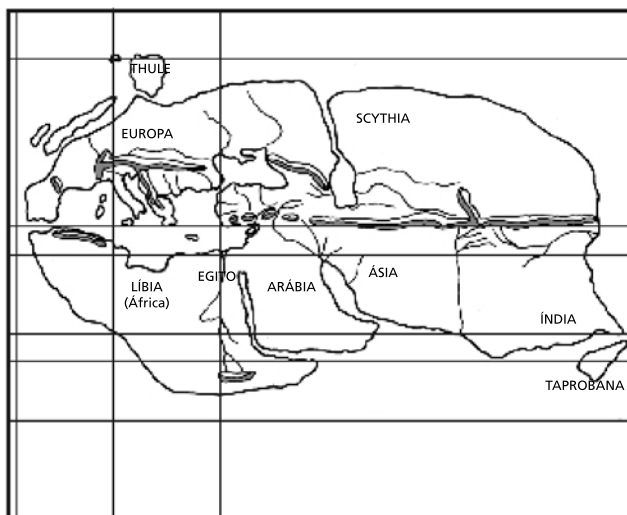 THULE
EUROPA
SCYTHIA
EGITO
LÍBIA
(África)
ARÁBIA
ÁSIA
ÍNDIA
TAPROBANA